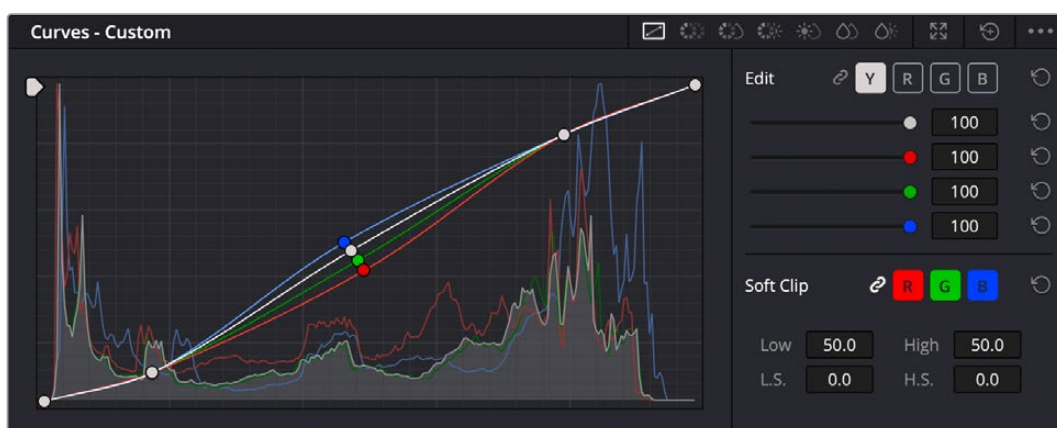 Curves - Custom
Edit Y R G B
100
100
100
100
Soft Clip R G B
Low 50.0 High 50.0
L.S. 0.0 H.S. 0.0